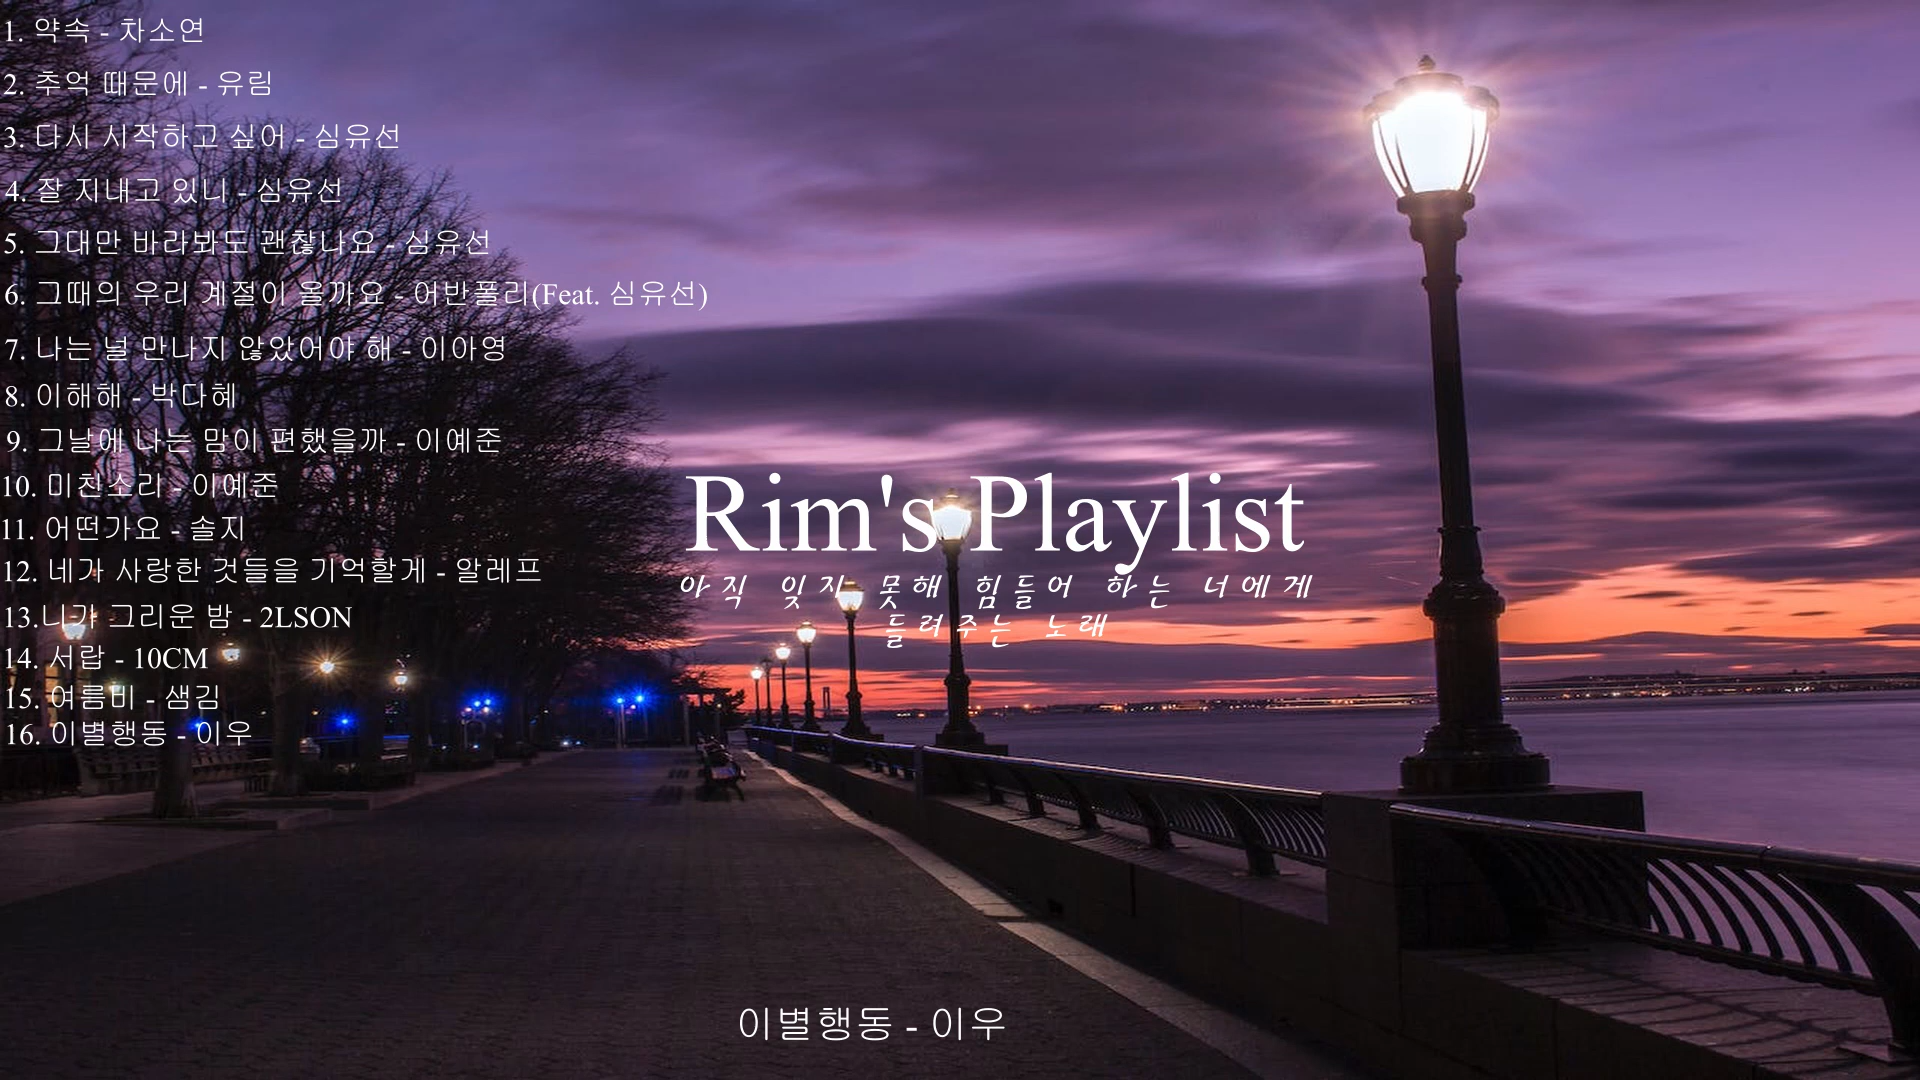 1. 약속 - 차소연
2. 추억 때문에 - 유림
3. 다시 시작하고 싶어 - 심유선
4. 잘 지내고 있니 - 심유선
5. 그대만 바라봐도 괜찮나요 - 심유선
6. 그때의 우리 계절이 올까요 - 어반폴리(Feat. 심유선)
7. 나는 널 만나지 않았어야 해 - 이아영
8. 이해해 - 박다혜
9. 그날에 나는 맘이 편했을까 - 이예준
10. 미친소리 - 이예준
11. 어떤가요 - 솔지
12. 네가 사랑한 것들을 기억할게 - 알레프
13.니가 그리운 밤 - 2LSON
14. 서랍 - 10CM
15. 여름비 - 샘김
16. 이별행동 - 이우
Rim's Playlist
아직 잊지 못해 힘들어 하는 너에게
들려주는 노래
이별행동 - 이우